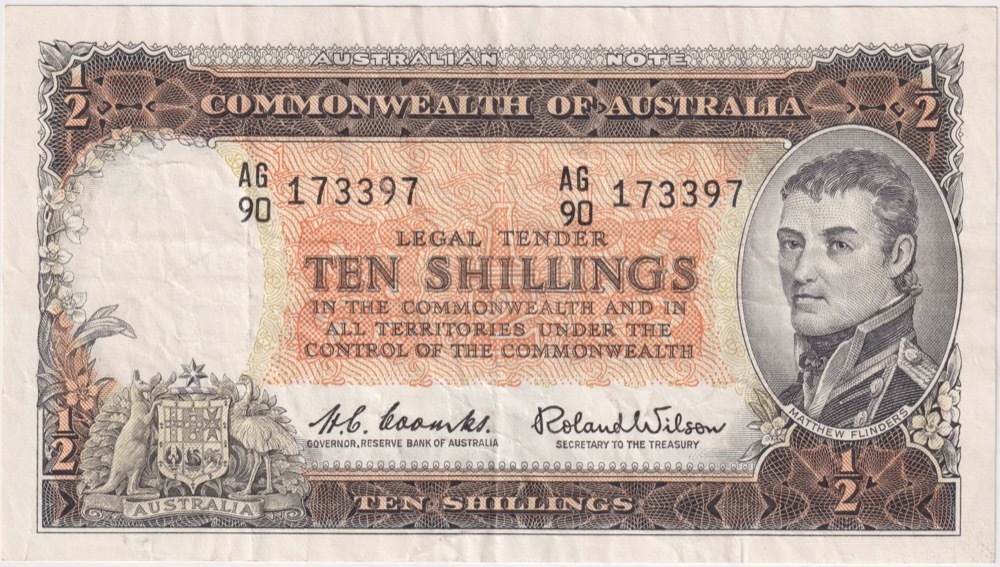 AUSTRALIAN NOTE
1/2 1/2
COMMONWEALTH OF AUSTRALIA
AG 90 173397 AG 90 173397
LEGAL TENDER
TEN SHILLINGS
IN THE COMMONWEALTH AND IN
ALL TERRITORIES UNDER THE
CONTROL OF THE COMMONWEALTH
H.C. Coombs. Roland Wilson
GOVERNOR, RESERVE BANK OF AUSTRALIA SECRETARY TO THE TREASURY
MATTHEW FLINDERS
1/2 1/2
AUSTRALIA
TEN SHILLINGS